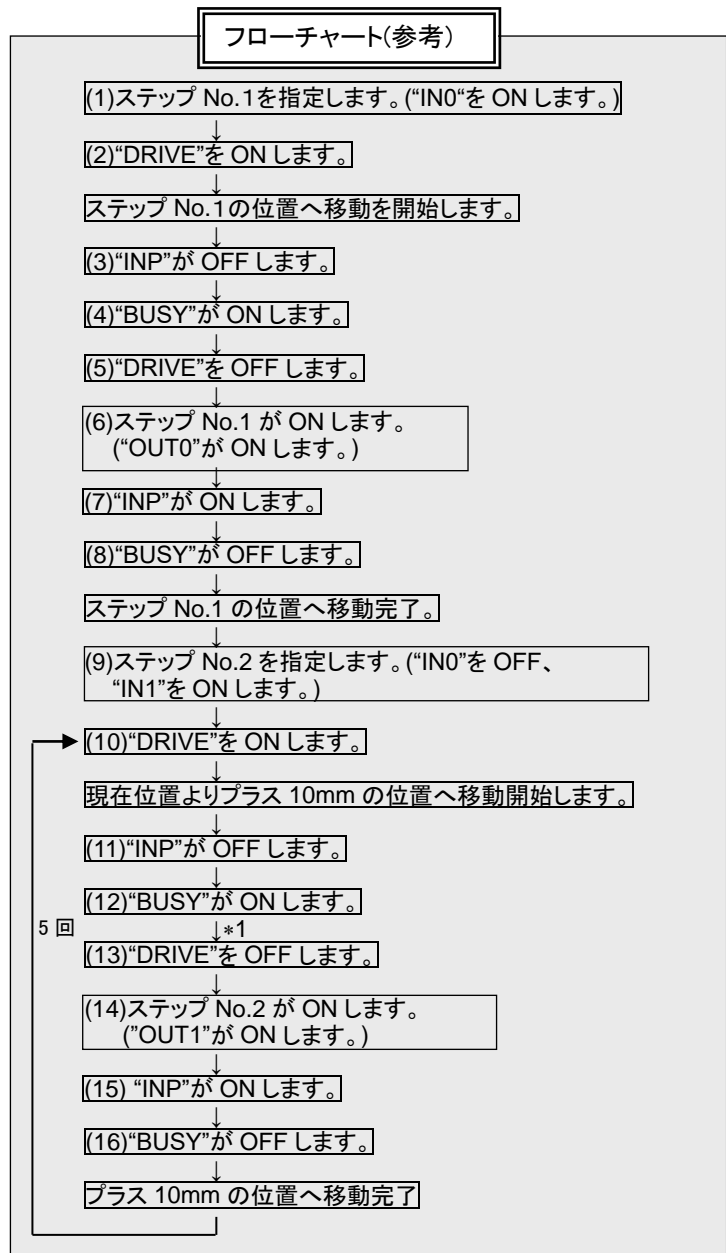 フローチャート(参考)
(1)ステップ No.1を指定します。(“IN0“を ON します。)
↓
(2)“DRIVE”を ON します。
↓
ステップ No.1の位置へ移動を開始します。
↓
(3)“INP”が OFF します。
↓
(4)“BUSY”が ON します。
↓
(5)“DRIVE”を OFF します。
↓
(6)ステップ No.1 が ON します。
(“OUT0”が ON します。)
↓
(7)“INP”が ON します。
↓
(8)“BUSY”が OFF します。
↓
ステップ No.1 の位置へ移動完了。
↓
(9)ステップ No.2 を指定します。(“IN0”を OFF、
“IN1”を ON します。)
↓
(10)“DRIVE”を ON します。
↓
現在位置よりプラス 10mm の位置へ移動開始します。
↓
(11)“INP”が OFF します。
↓
(12)“BUSY”が ON します。
5 回
↓*1
(13)“DRIVE”を OFF します。
↓
(14)ステップ No.2 が ON します。
(”OUT1”が ON します。)
↓
(15) “INP”が ON します。
↓
(16)“BUSY”が OFF します。
↓
プラス 10mm の位置へ移動完了